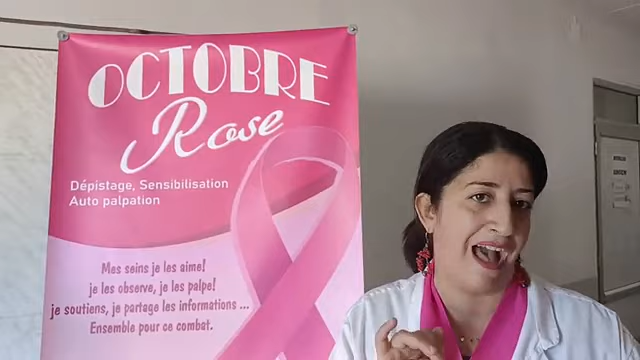 OCTOBRE
Rose
Dépistage, Sensibilisation
Auto palpation
Mes seins je les aime!
je les observe, je les palpe!
je soutiens, je partage les informations ...
Ensemble pour ce combat.